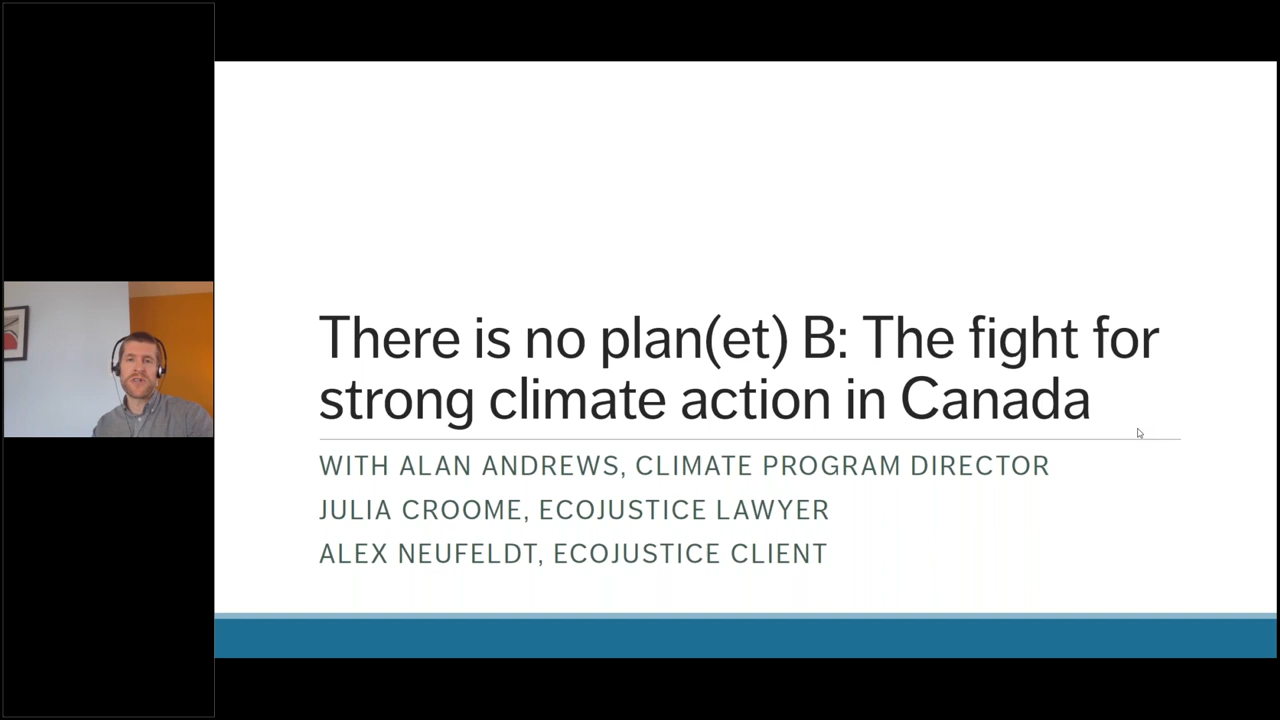 There is no plan(et) B: The fight for
strong climate action in Canada
WITH ALAN ANDREWS, CLIMATE PROGRAM DIRECTOR
JULIA CROOME, ECOJUSTICE LAWYER
ALEX NEUFELDT, ECOJUSTICE CLIENT